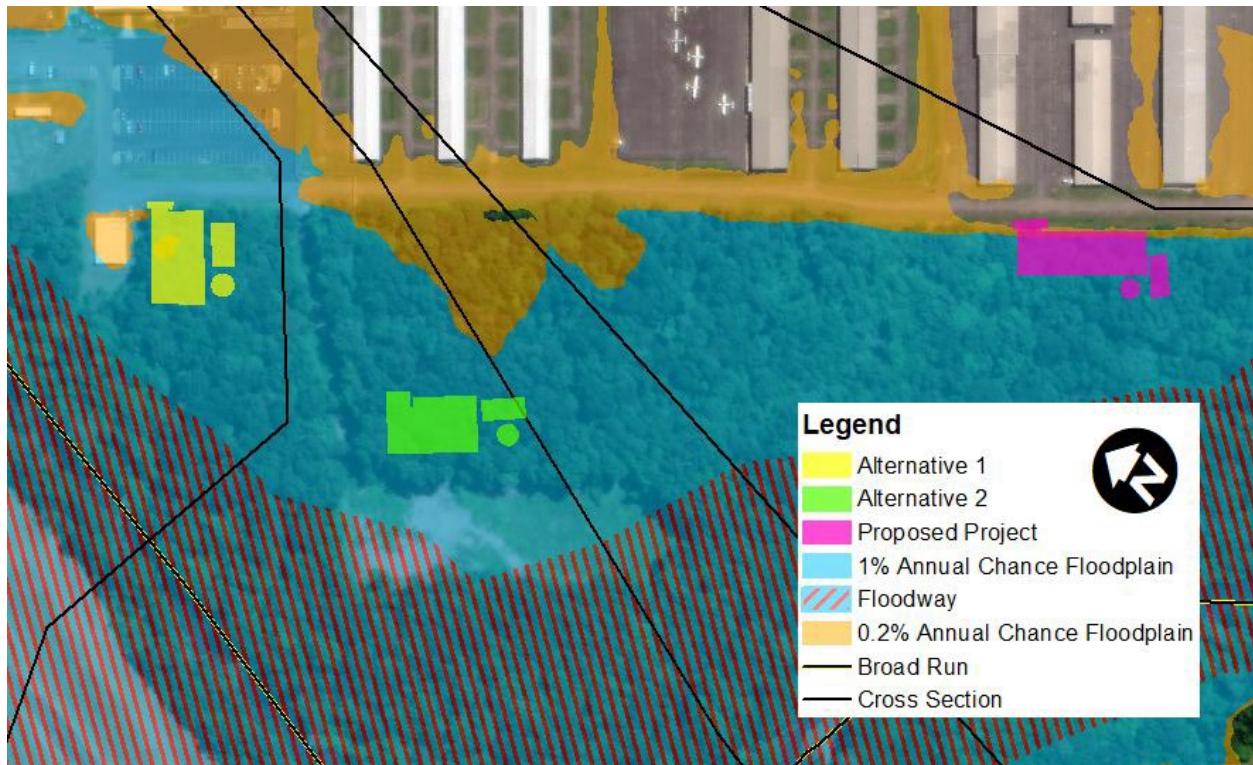 Legend
Alternative 1
Alternative 2
Proposed Project
1% Annual Chance Floodplain
Floodway
0.2% Annual Chance Floodplain
Broad Run
Cross Section
N